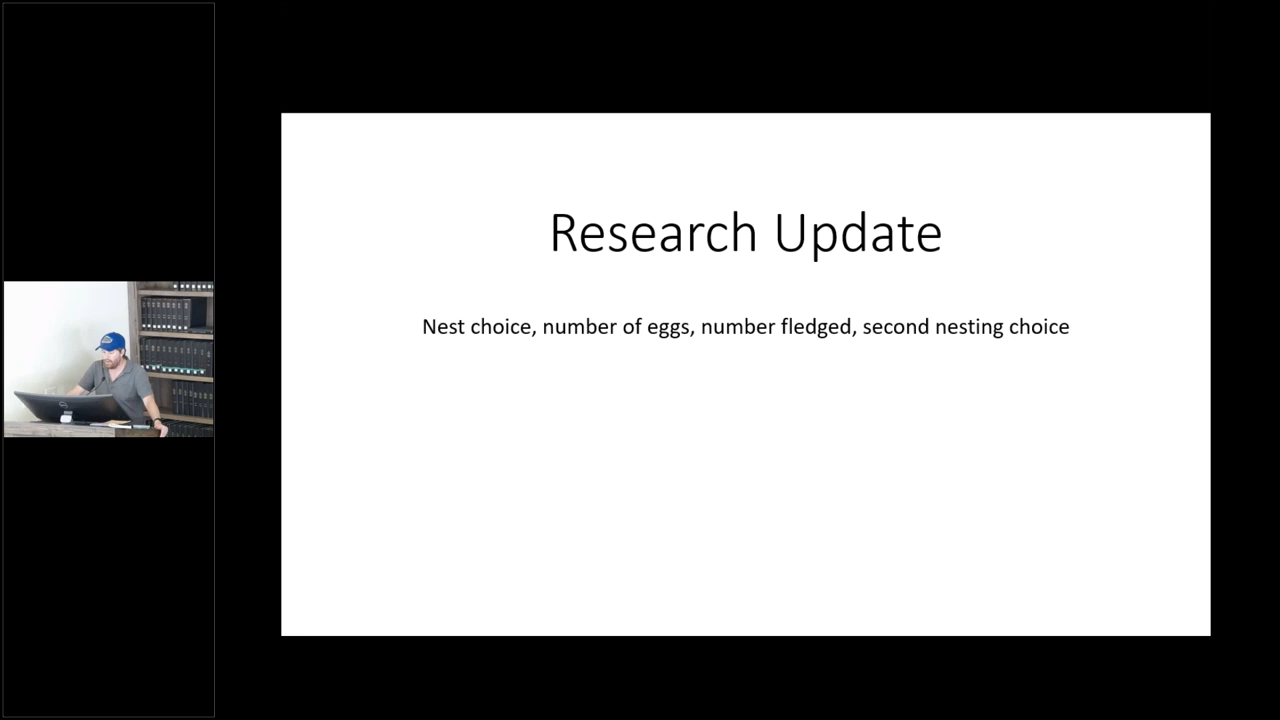 Research Update
Nest choice, number of eggs, number fledged, second nesting choice